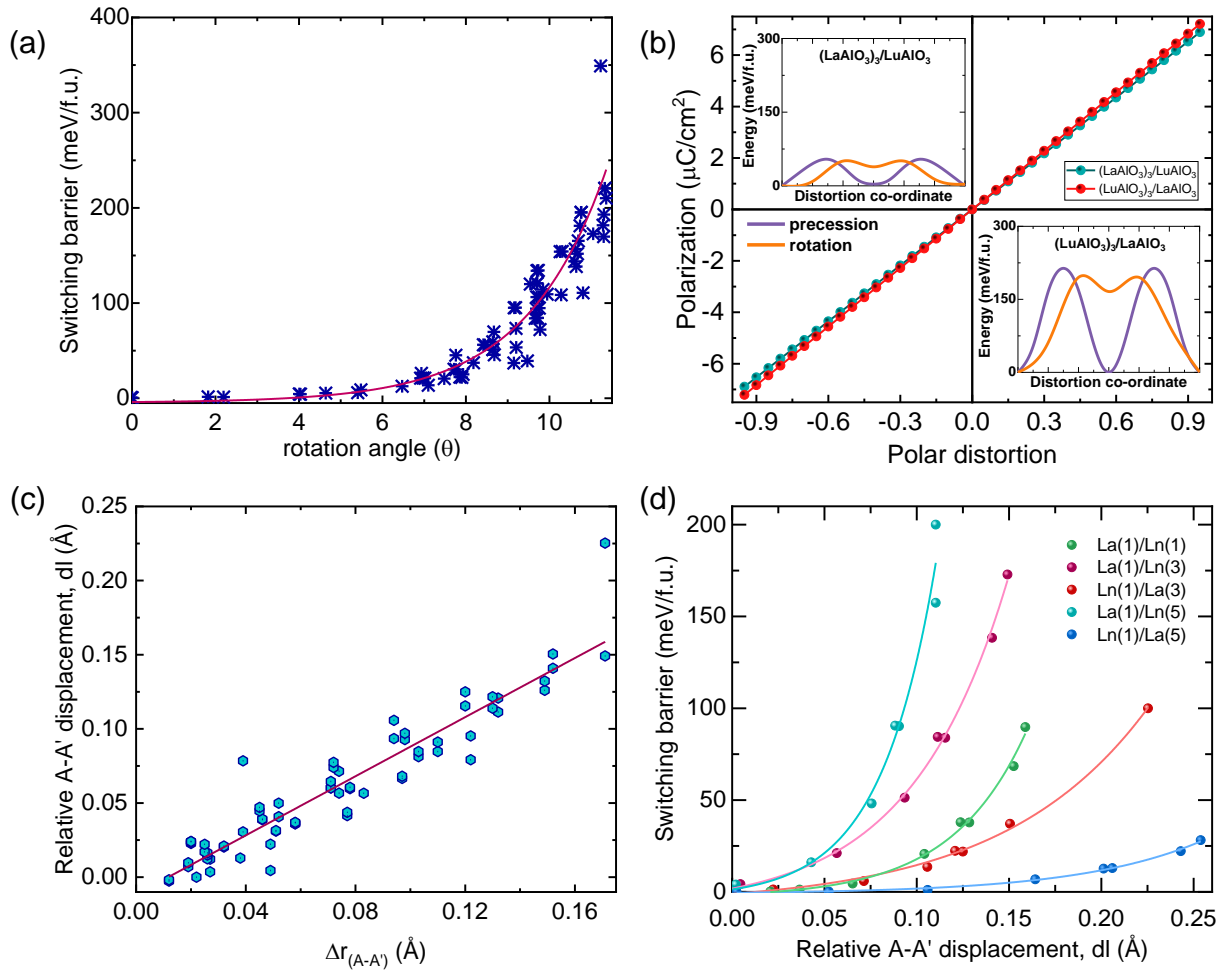 (a)
Switching barrier (meV/f.u.)
400
300
200
100
0
0 2 4 6 8 10
rotation angle (θ)
(b)
Polarization (μC/cm²)
6
4
2
0
-2
-4
-6
-0.9 -0.6 -0.3 0.0 0.3 0.6 0.9
Polar distortion
Energy (meV/f.u.)
300
150
0
(LaAlO₃)₃/LuAlO₃
Distortion co-ordinate
(LaAlO₃)₃/LuAlO₃
(LuAlO₃)₃/LaAlO₃
precession
rotation
Energy (meV/f.u.)
300
150
0
(LuAlO₃)₃/LaAlO₃
Distortion co-ordinate
(c)
Relative A-A' displacement, dl (Å)
0.25
0.20
0.15
0.10
0.05
0.00
0.00 0.04 0.08 0.12 0.16
Δr(A-A') (Å)
(d)
Switching barrier (meV/f.u.)
200
150
100
50
0
0.00 0.05 0.10 0.15 0.20 0.25
Relative A-A' displacement, dl (Å)
La(1)/Ln(1)
La(1)/Ln(3)
Ln(1)/La(3)
La(1)/Ln(5)
Ln(1)/La(5)